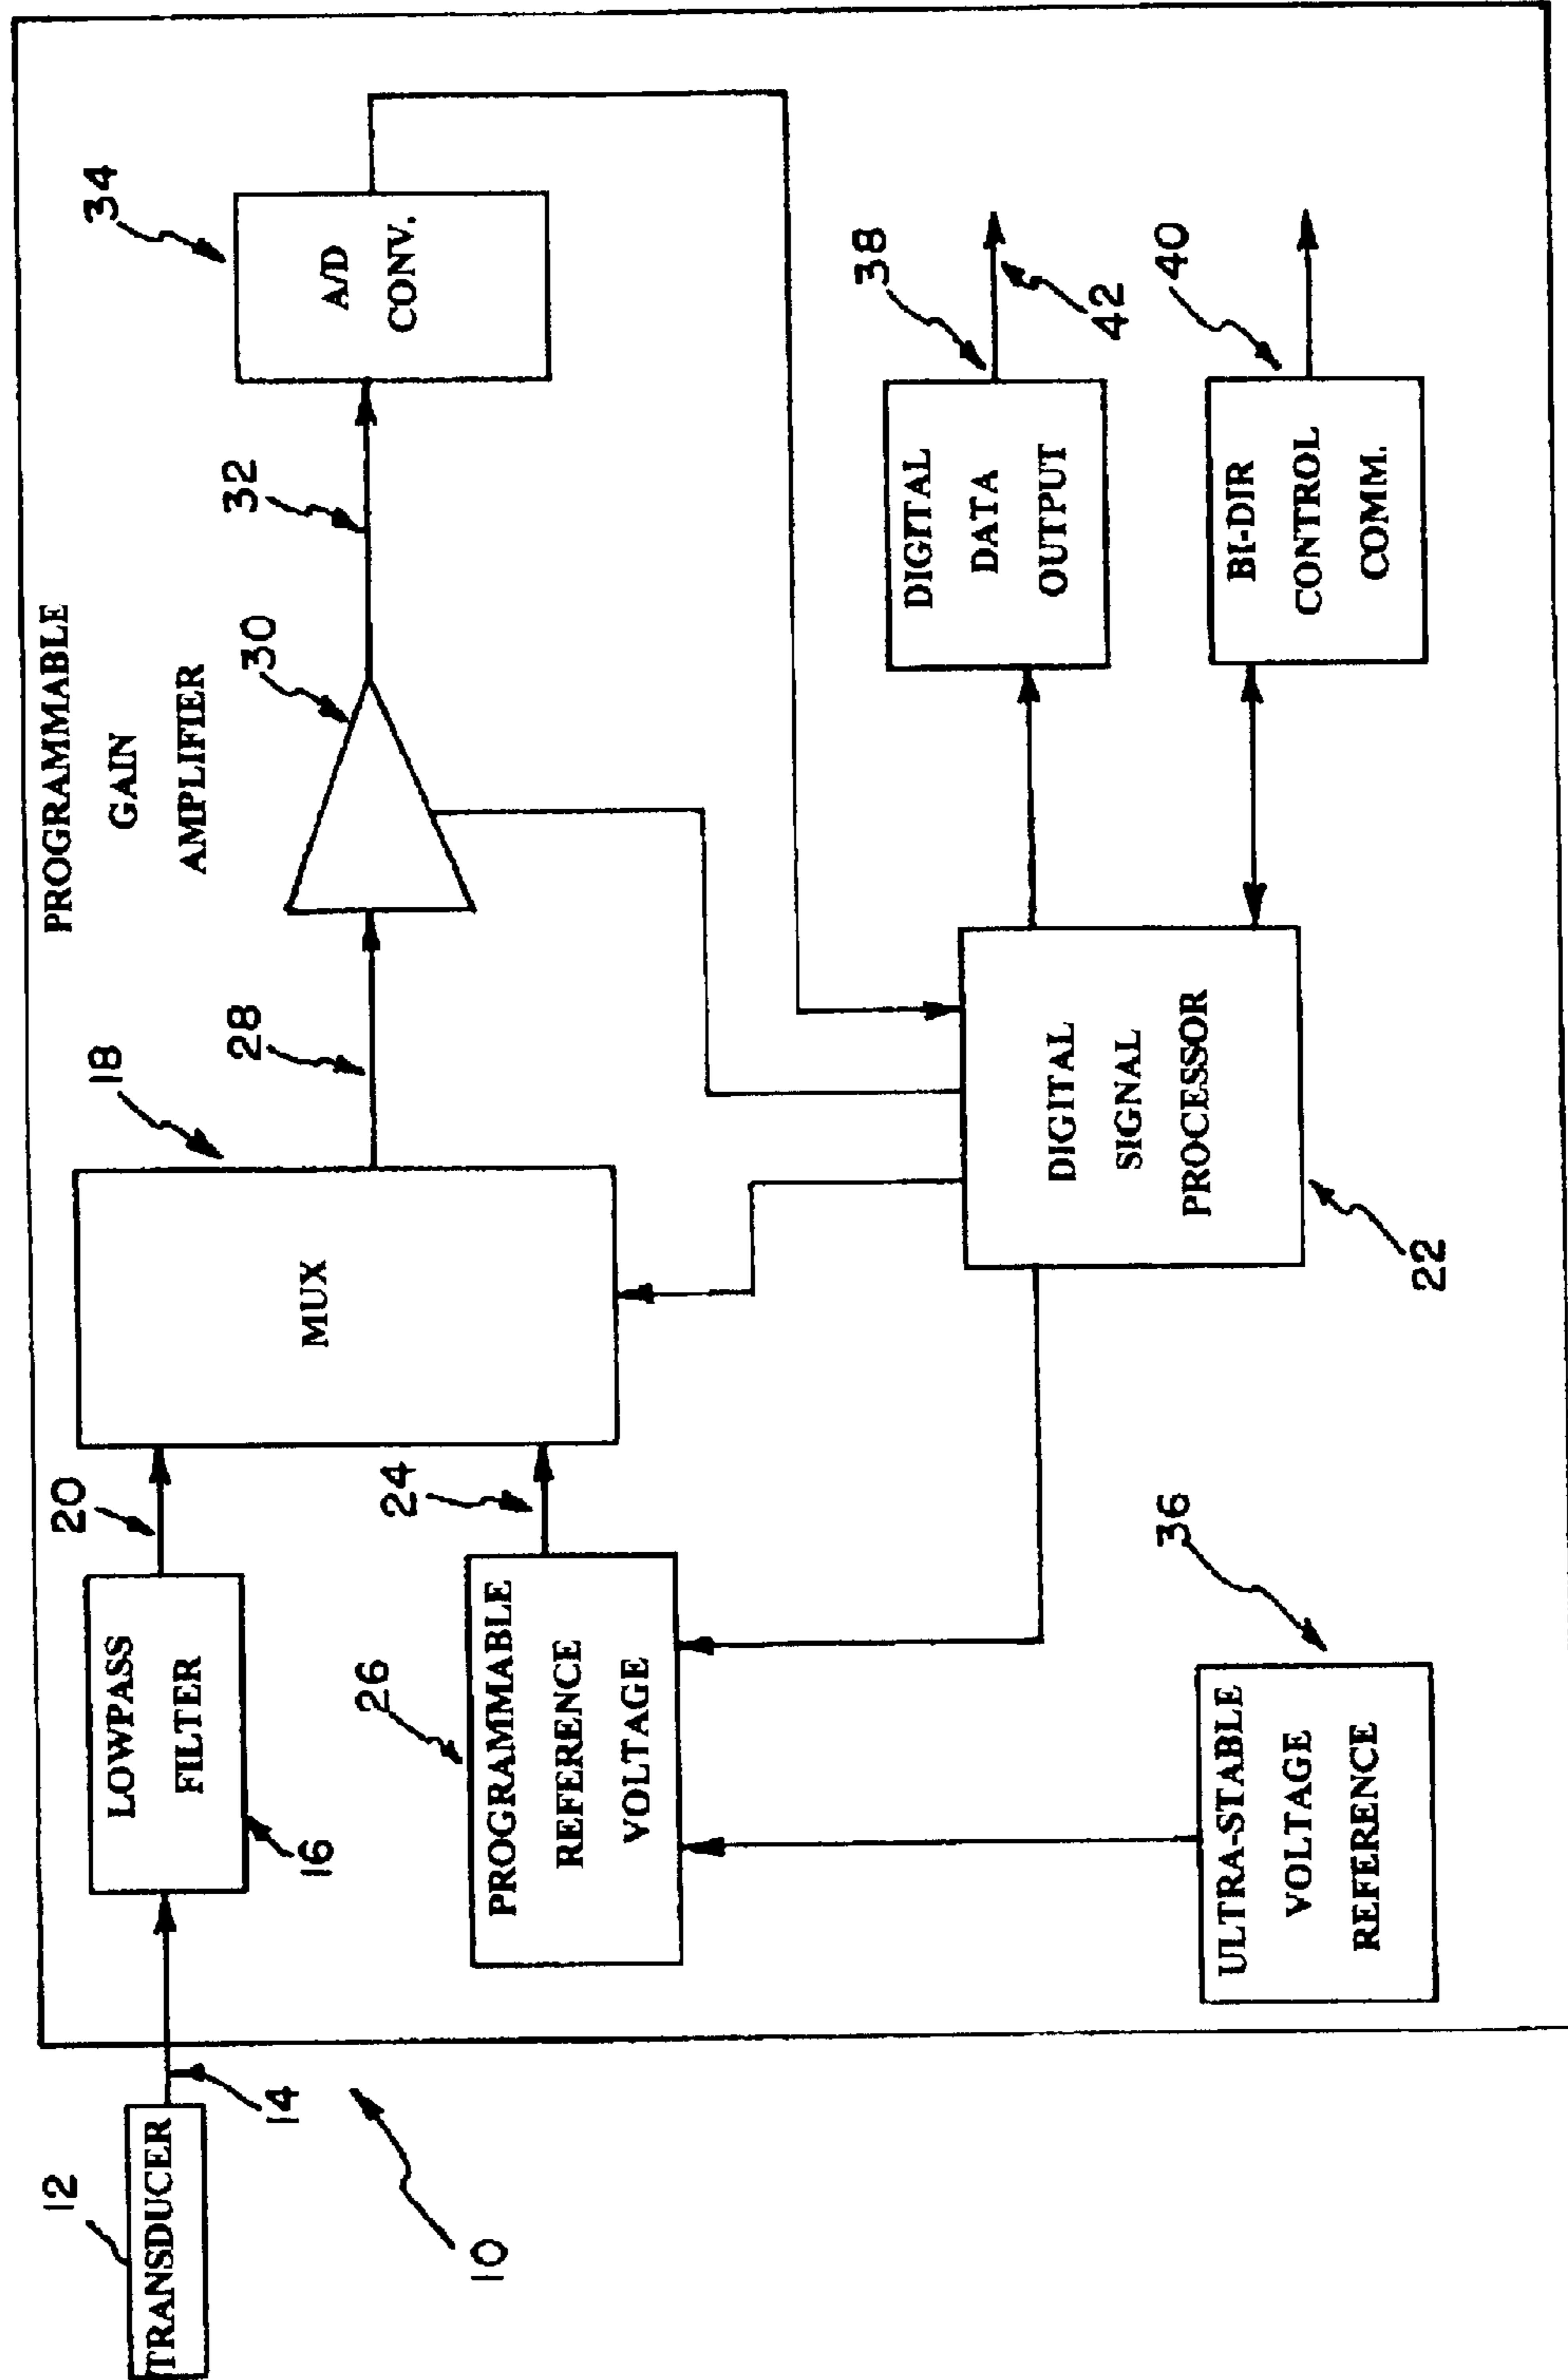 PROGRAMMABLE
GAIN
AMPLIFIER
12
TRANSDUCER
14
10
LOWPASS
FILTER
16
20
18
MUX
28
30
32
34
A/D
CONV.
26
PROGRAMMABLE
REFERENCE
VOLTAGE
24
36
ULTRA-STABLE
VOLTAGE
REFERENCE
DIGITAL
SIGNAL
PROCESSOR
22
38
DIGITAL
DATA
OUTPUT
42
40
BI-DIR
CONTROL
COMM.